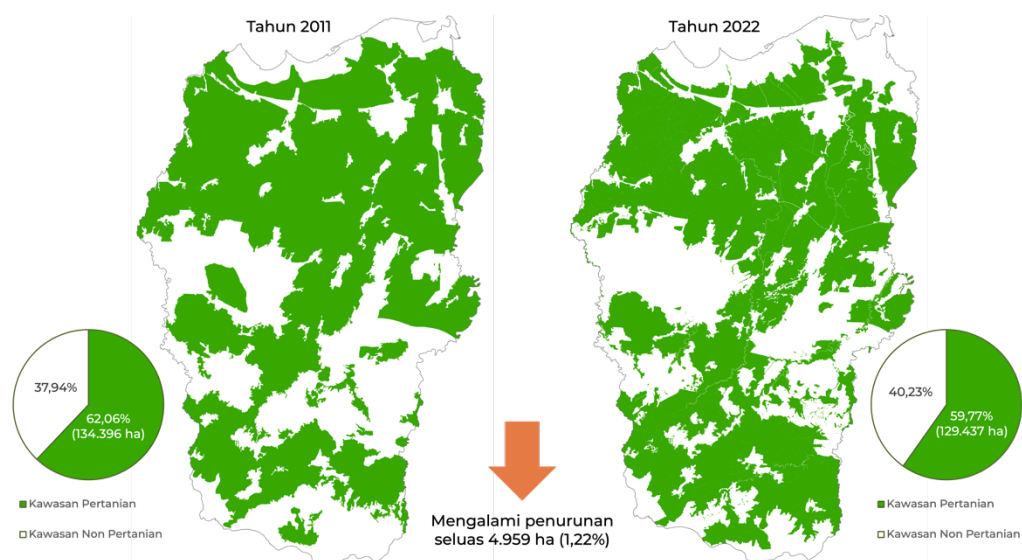 Tahun 2011
Tahun 2022
37,94%
62,06%
(134.396 ha)
Kawasan Pertanian
Kawasan Non Pertanian
Mengalami penurunan
seluas 4.959 ha (1,22%)
40,23%
59,77%
(129.437 ha)
Kawasan Pertanian
Kawasan Non Pertanian